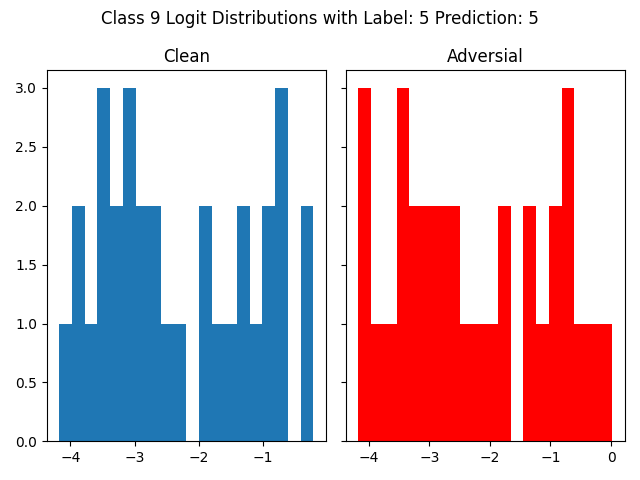 Class 9 Logit Distributions with Label: 5 Prediction: 5
Clean
Adversial
3.0
2.5
2.0
1.5
1.0
0.5
0.0
−4 −3 −2 −1
−4 −3 −2 −1 0